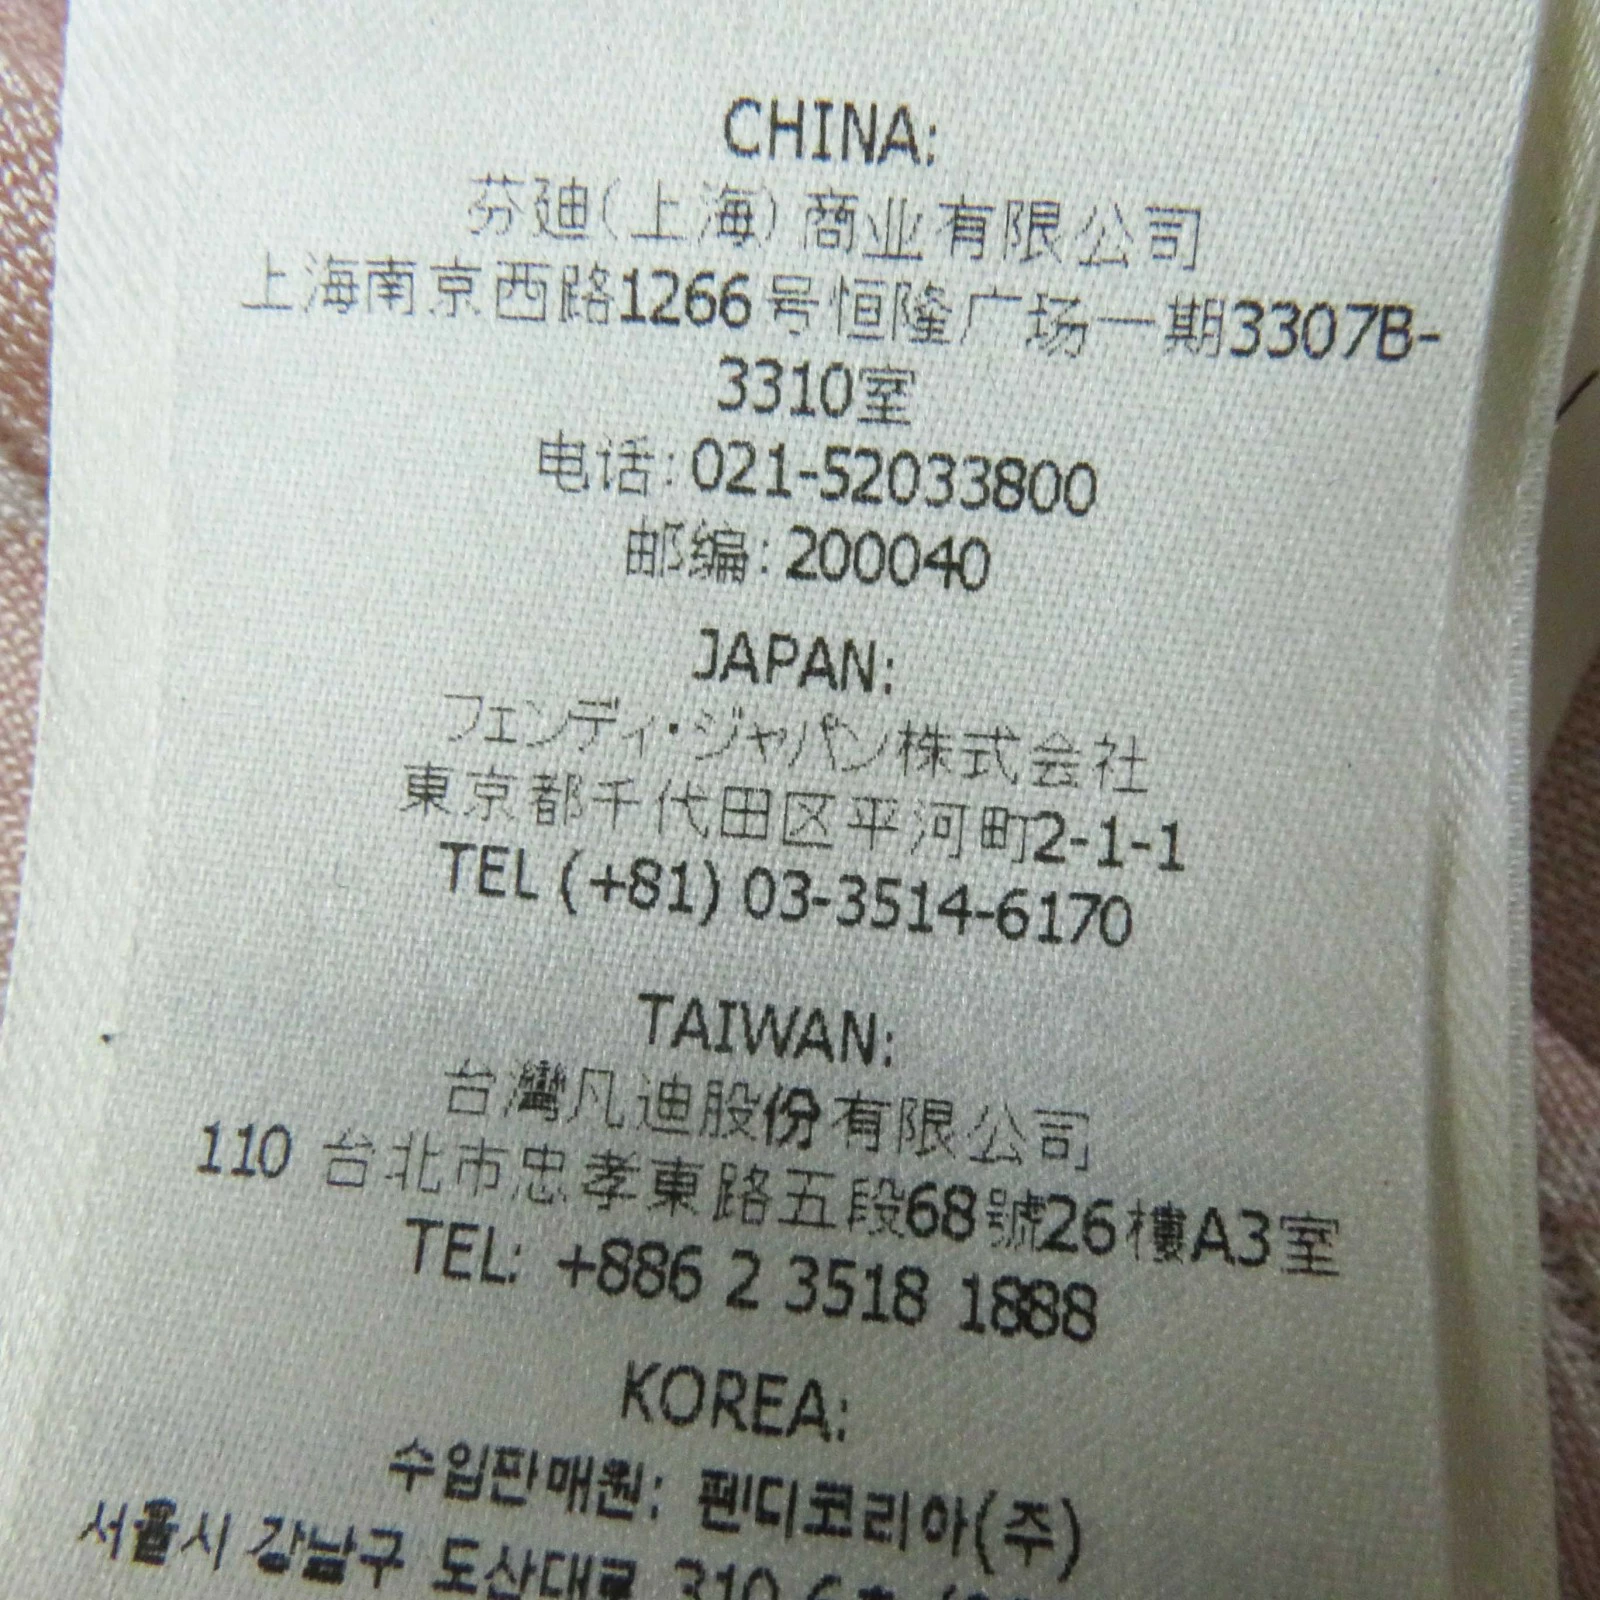 CHINA:
芬迪(上海)商业有限公司
上海南京西路1266号恒隆广场一期3307B-
3310室
电话: 021-52033800
邮编: 200040
JAPAN:
フェンディ・ジャパン株式会社
東京都千代田区平河町2-1-1
TEL (+81) 03-3514-6170
TAIWAN:
台灣凡迪股份有限公司
110 台北市忠孝東路五段68號26樓A3室
TEL: +886 2 3518 1888
KOREA:
수입판매원: 펜디코리아(주)
서울시 강남구 도산대로 310